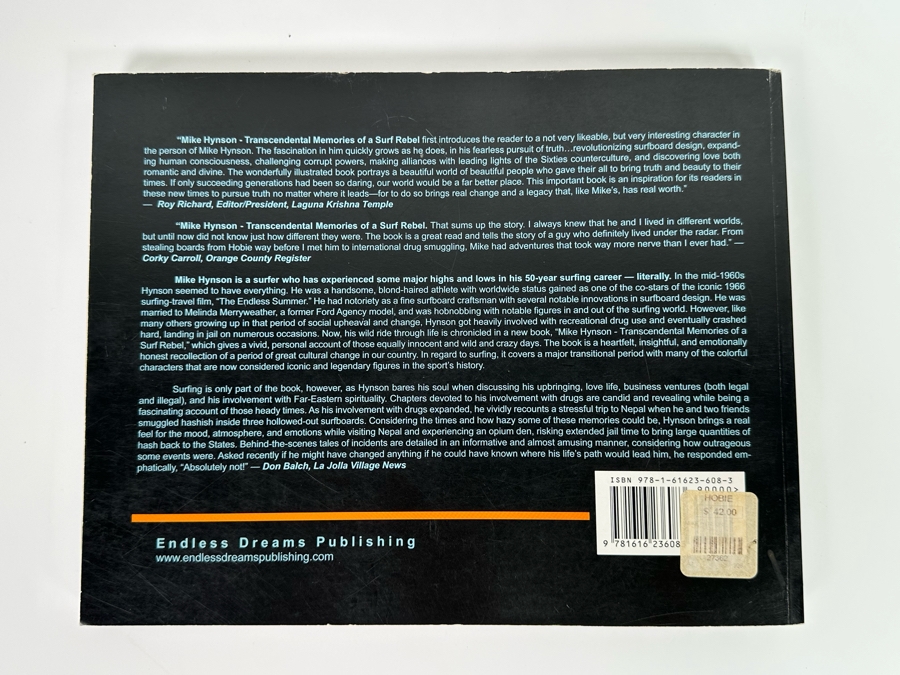 “Mike Hynson - Transcendental Memories of a Surf Rebel first introduces the reader to a not very likeable, but very interesting character in
the person of Mike Hynson. The fascination in him quickly grows as he does, in his fearless pursuit of truth...revolutionizing surfboard design, expand-
ing human consciousness, challenging corrupt powers, making alliances with leading lights of the Sixties counterculture, and discovering love both
romantic and divine. The wonderfully illustrated book portrays a beautiful world of beautiful people who gave their all to bring truth and beauty to their
times. If only succeeding generations had been so daring, our world would be a far better place. This important book is an inspiration for its readers in
these new times to pursue truth no matter where it leads—for to do so brings real change and a legacy that, like Mike's, has real worth.”
— Roy Richard, Editor/President, Laguna Krishna Temple
“Mike Hynson - Transcendental Memories of a Surf Rebel. That sums up the story. I always knew that he and I lived in different worlds,
but until now did not know just how different they were. The book is a great read and tells the story of a guy who definitely lived under the radar. From
stealing boards from Hobie way before I met him to international drug smuggling, Mike had adventures that took way more nerve than I ever had.” —
Corky Carroll, Orange County Register
Mike Hynson is a surfer who has experienced some major highs and lows in his 50-year surfing career — literally. In the mid-1960s
Hynson seemed to have everything. He was a handsome, blond-haired athlete with worldwide status gained as one of the co-stars of the iconic 1966
surfing-travel film, “The Endless Summer.” He had notoriety as a fine surfboard craftsman with several notable innovations in surfboard design. He was
married to Melinda Merryweather, a former Ford Agency model, and was hobnobbing with notable figures in and out of the surfing world. However, like
many others growing up in that period of social upheaval and change, Hynson got heavily involved with recreational drug use and eventually crashed
hard, landing in jail on numerous occasions. Now, his wild ride through life is chronicled in a new book, “Mike Hynson - Transcendental Memories of a
Surf Rebel,” which gives a vivid, personal account of those equally innocent and wild and crazy days. The book is a heartfelt, insightful, and emotionally
honest recollection of a period of great cultural change in our country. In regard to surfing, it covers a major transitional period with many of the colorful
characters that are now considered iconic and legendary figures in the sport's history.
Surfing is only part of the book, however, as Hynson bares his soul when discussing his upbringing, love life, business ventures (both legal
and illegal), and his involvement with Far-Eastern spirituality. Chapters devoted to his involvement with drugs are candid and revealing while being a
fascinating account of those heady times. As his involvement with drugs expanded, he vividly recounts a stressful trip to Nepal when he and two friends
smuggled hashish inside three hollowed-out surfboards. Considering the times and how hazy some of these memories could be, Hynson brings a real
feel for the mood, atmosphere, and emotions while visiting Nepal and experiencing an opium den, risking extended jail time to bring large quantities of
hash back to the States. Behind-the-scenes tales of incidents are detailed in an informative and almost amusing manner, considering how outrageous
some events were. Asked recently if he might have changed anything if he could have known where his life's path would lead him, he responded em-
phatically, “Absolutely not!” — Don Balch, La Jolla Village News
ISBN 978-1-61623-608-3
90000>
HOBIE
$ 42.00
9 781616 23608
27362
Endless Dreams Publishing
www.endlessdreamspublishing.com